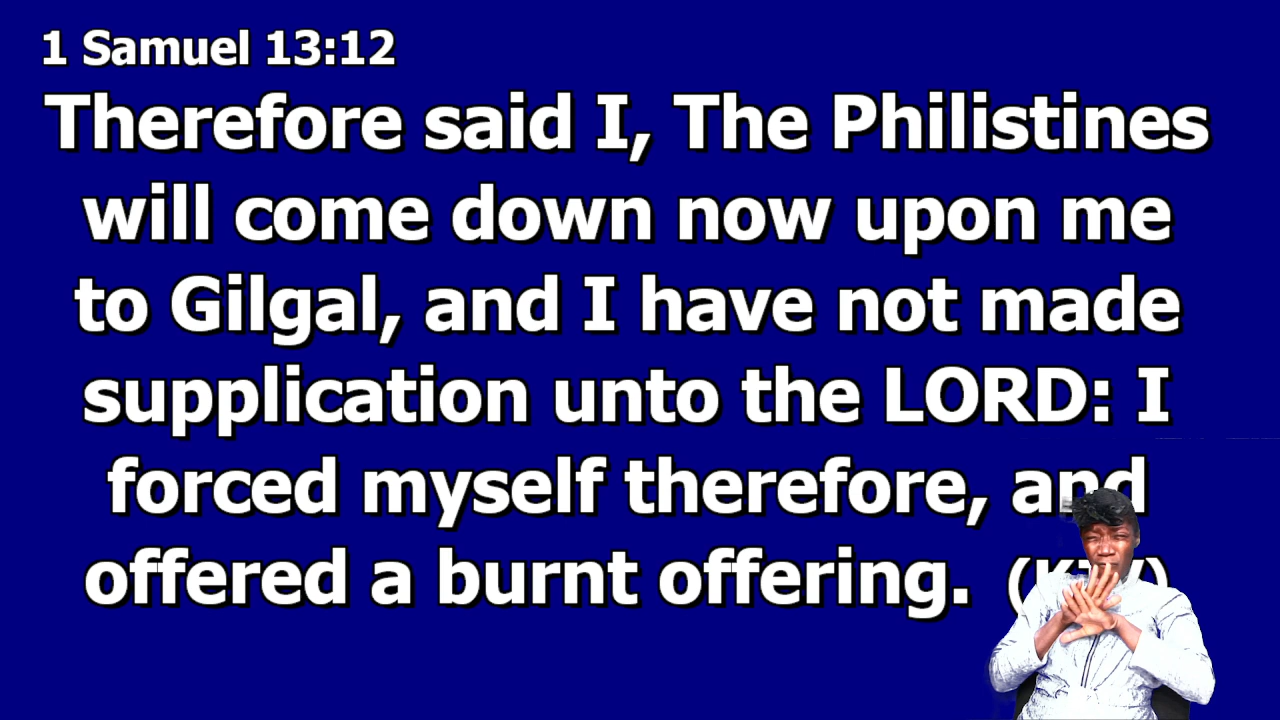 1 Samuel 13:12
Therefore said I, The Philistines
will come down now upon me
to Gilgal, and I have not made
supplication unto the LORD: I
forced myself therefore, and
offered a burnt offering. (KJV)